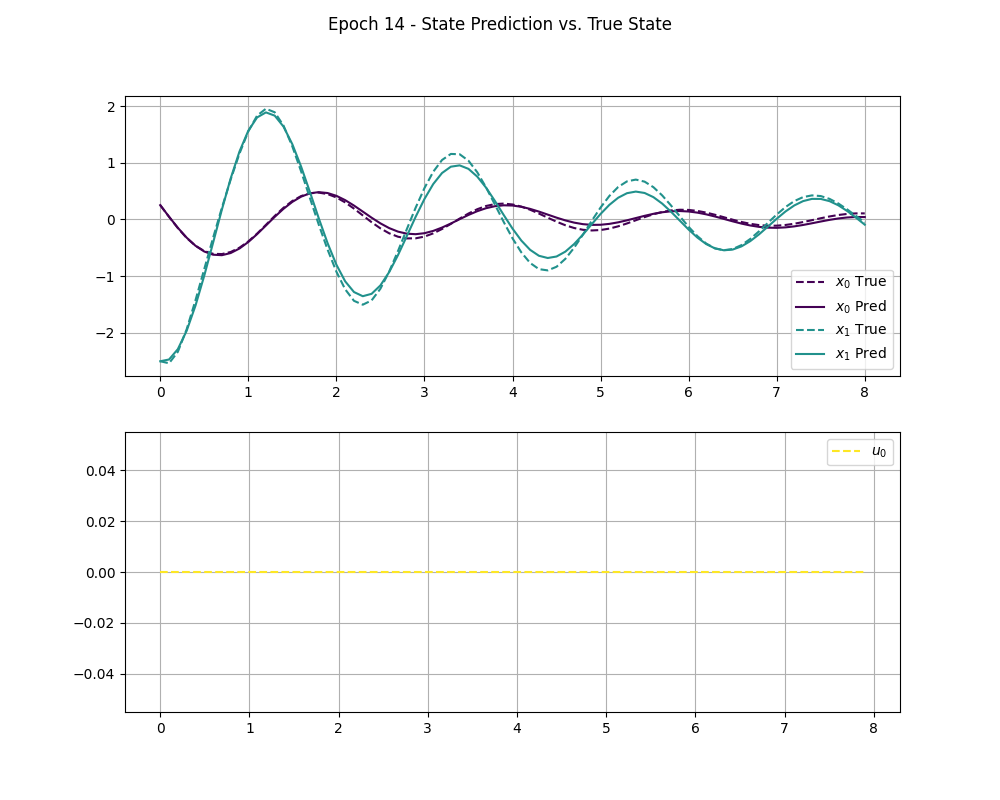 Epoch 14 - State Prediction vs. True State
2
1
0
−1
−2
x₀ True
x₀ Pred
x₁ True
x₁ Pred
0 1 2 3 4 5 6 7 8
0.04
0.02
0.00
−0.02
−0.04
u₀
0 1 2 3 4 5 6 7 8